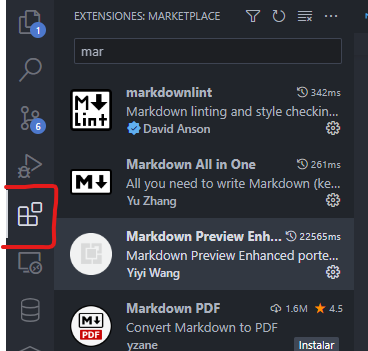 EXTENSIONES: MARKETPLACE
1
mar
6
M
Lint
markdownlint
342ms
Markdown linting and style checkin...
David Anson
M
Markdown All in One
261ms
All you need to write Markdown (ke...
Yu Zhang
Markdown Preview Enh...
22565ms
Markdown Preview Enhanced porte...
Yiyi Wang
M
PDF
Markdown PDF
1.6M
4.5
Convert Markdown to PDF
yzane
Instalar